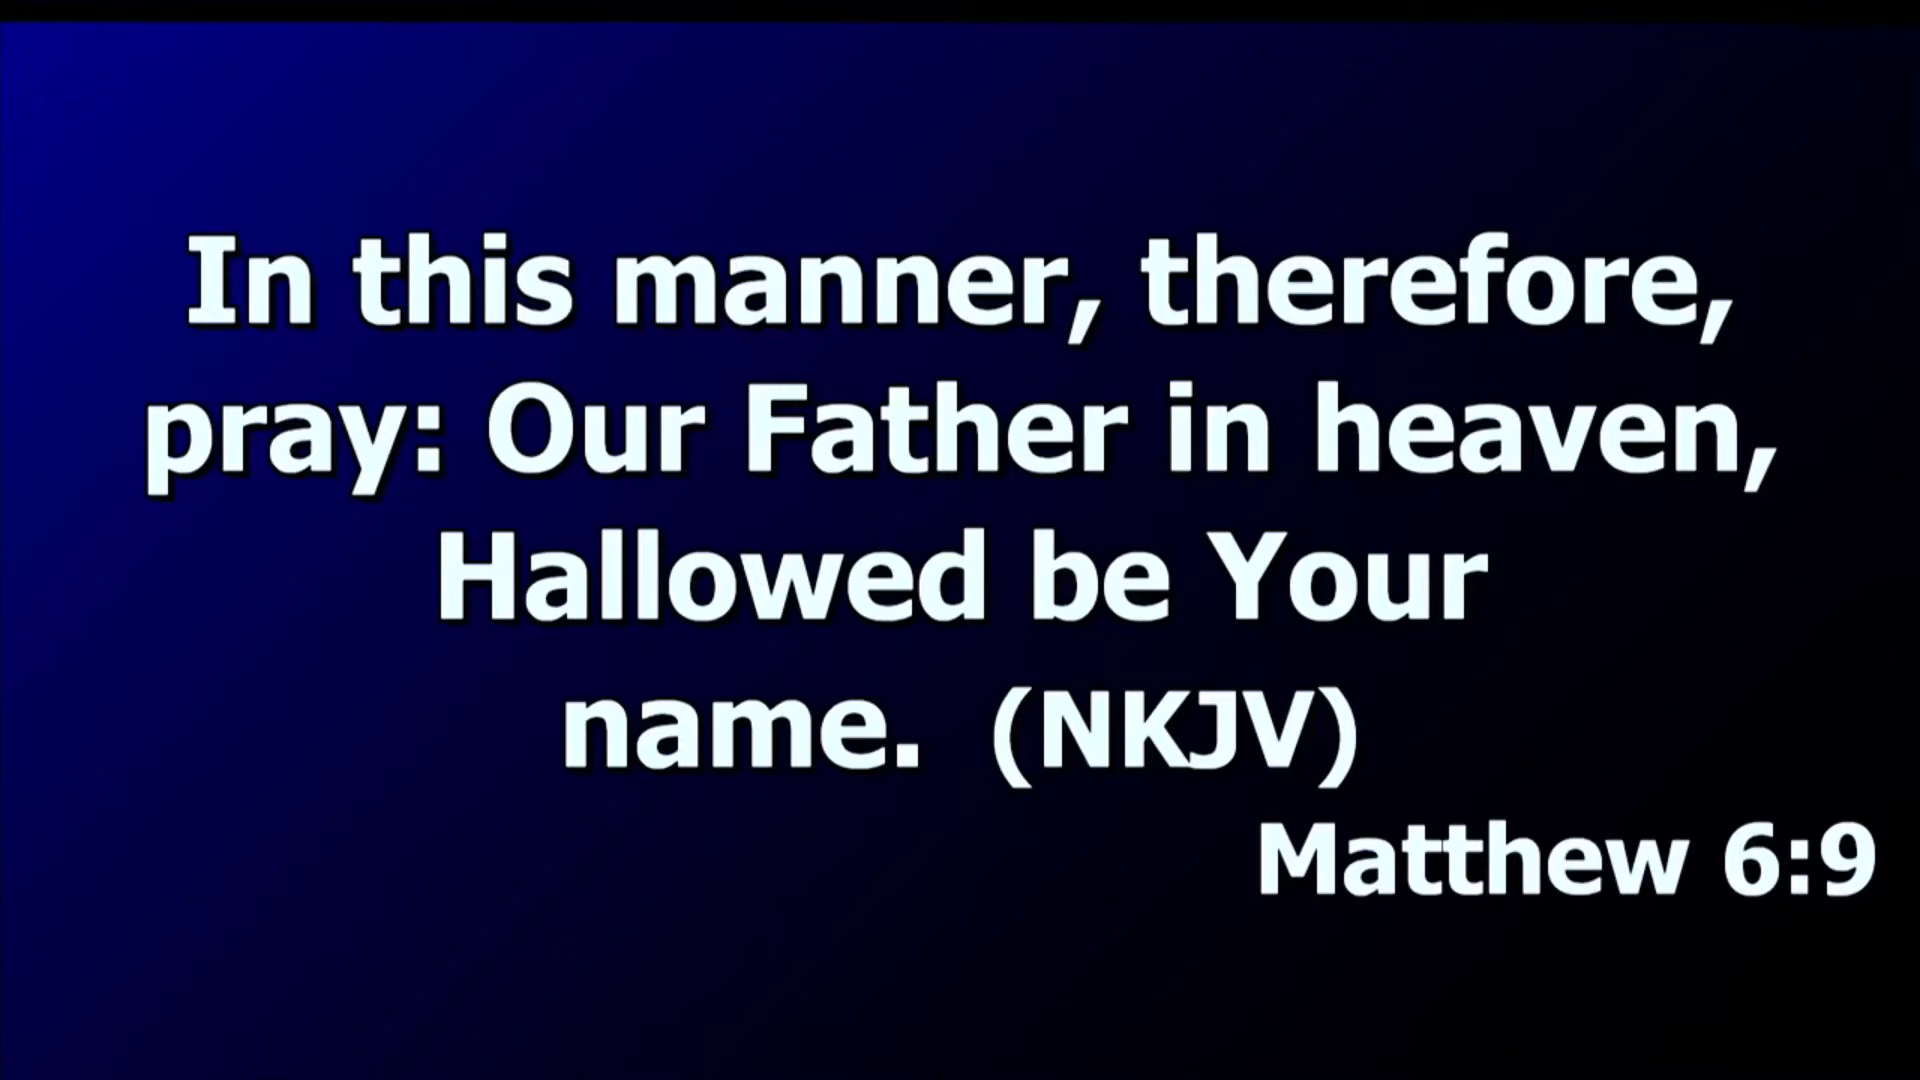 In this manner, therefore,
pray: Our Father in heaven,
Hallowed be Your
name.  (NKJV)
Matthew 6:9